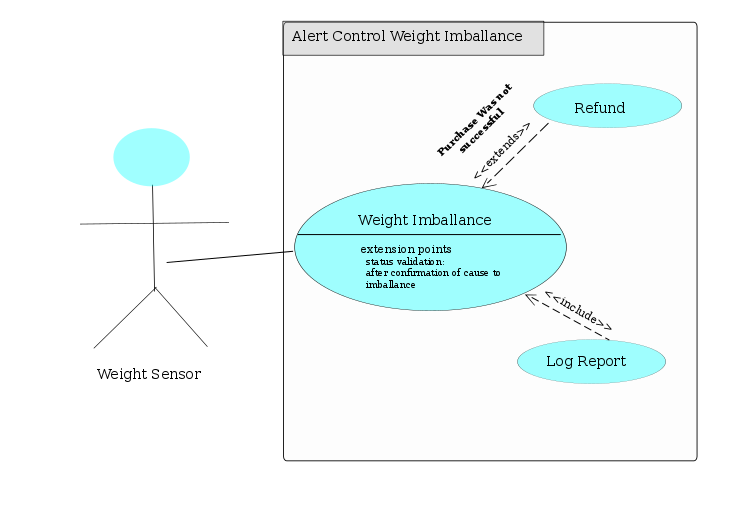 Alert Control Weight Imballance
Purchase Was not
successful
<<extends>>
Refund
Weight Imballance
extension points
status validation:
after confirmation of cause to
imballance
<<include>>
Log Report
Weight Sensor